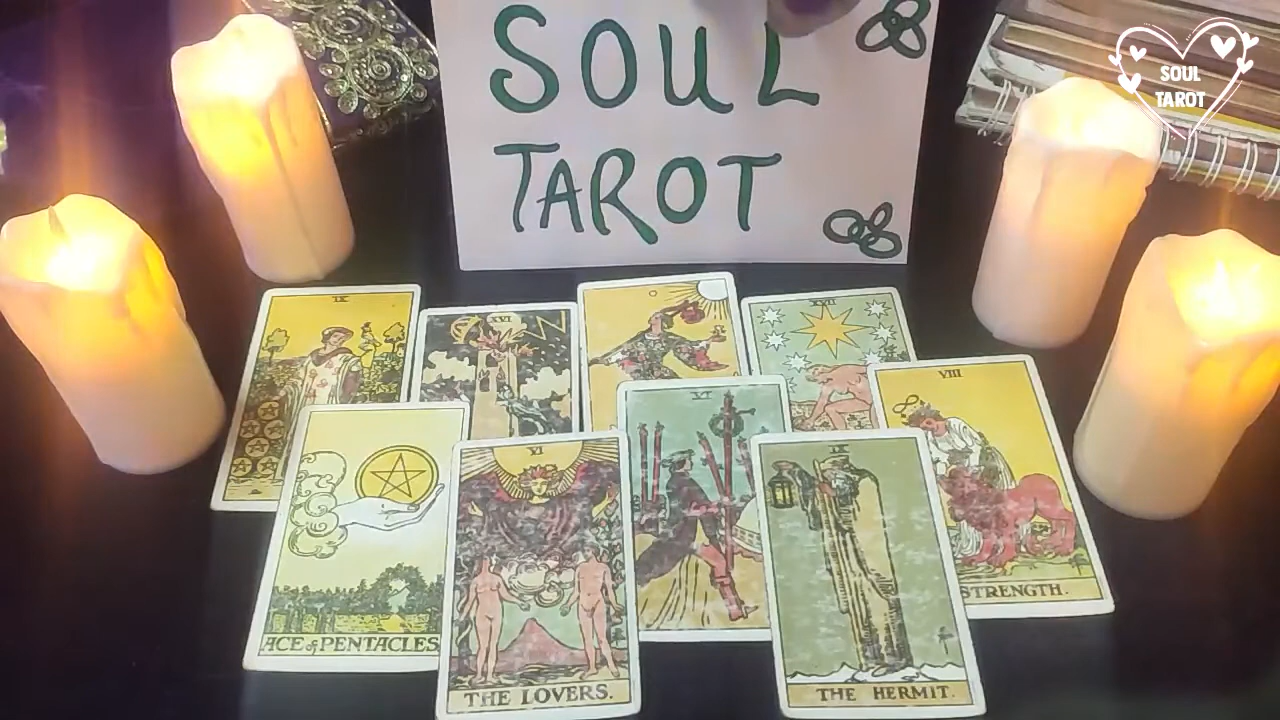 SOUL
TAROT
SOUL
TAROT
IX
XVI
XVII
VI
VIII
ACE of PENTACLES
VI
THE LOVERS.
IX
THE HERMIT.
STRENGTH.